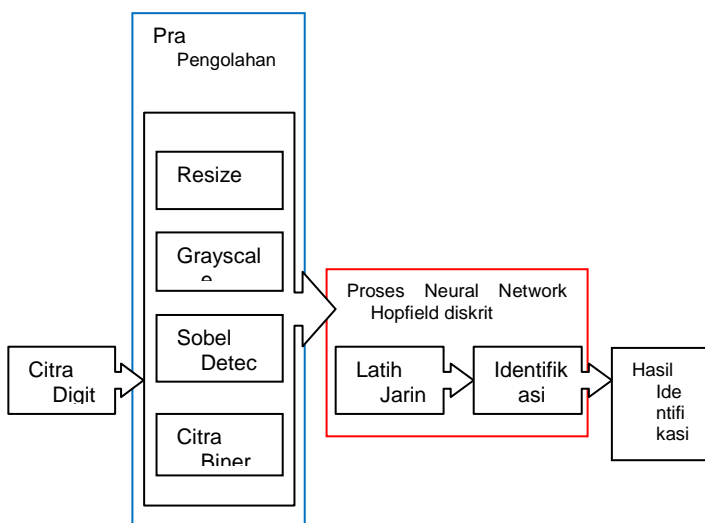 Pra
Pengolahan
Resize
Grayscal
e
Sobel
Detec
Citra
Biner
Citra
Digit
Proses Neural Network
Hopfield diskrit
Latih
Jarin
Identifik
asi
Hasil
Ide
ntifi
kasi